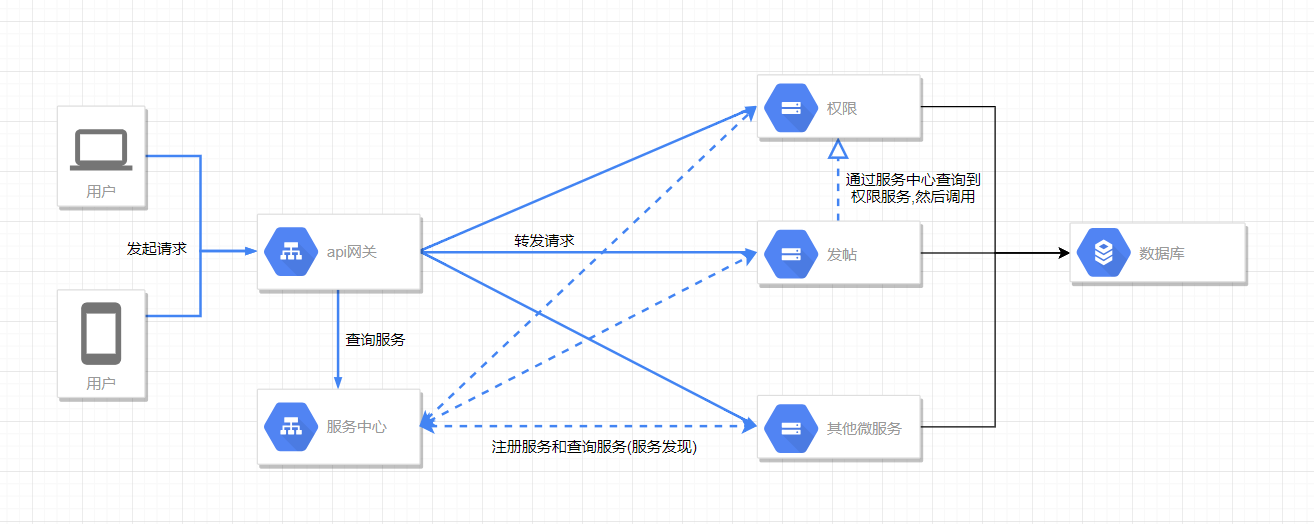 权限
通过服务中心查询到
权限服务,然后调用
用户
发起请求
api网关
转发请求
发帖
数据库
查询服务
用户
服务中心
注册服务和查询服务(服务发现)
其他微服务